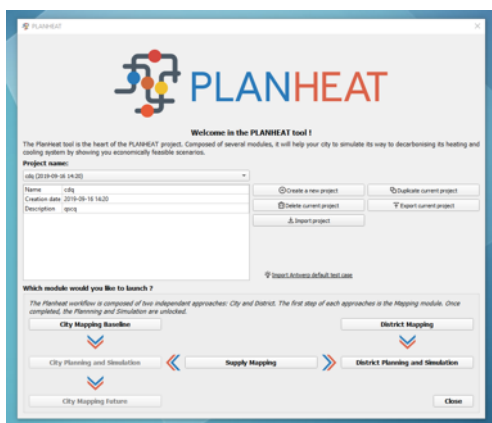 PLANHEAT
PLANHEAT
Welcome in the PLANHEAT tool !
The PlanHeat tool is the heart of the PLANHEAT project. Composed of several modules, it will help your city to simulate its way to decarbonising its heating and
cooling system by showing you economically feasible scenarios.
Project name:
cdq (2019-09-16 14:20)
Name cdq
Creation date 2019-09-16 14:20
Description
Create a new project
Duplicate current project
Delete current project
Export current project
Import project
Import Antwerp default test case
Which module would you like to launch ?
The Planheat workflow is composed of two independent approaches: City and District. The first step of each approaches is the Mapping module. Once
completed, the Plannning and Simulation are unlocked.
City Mapping Baseline
District Mapping
City Planning and Simulation
Supply Mapping
District Planning and Simulation
City Mapping Future
Close